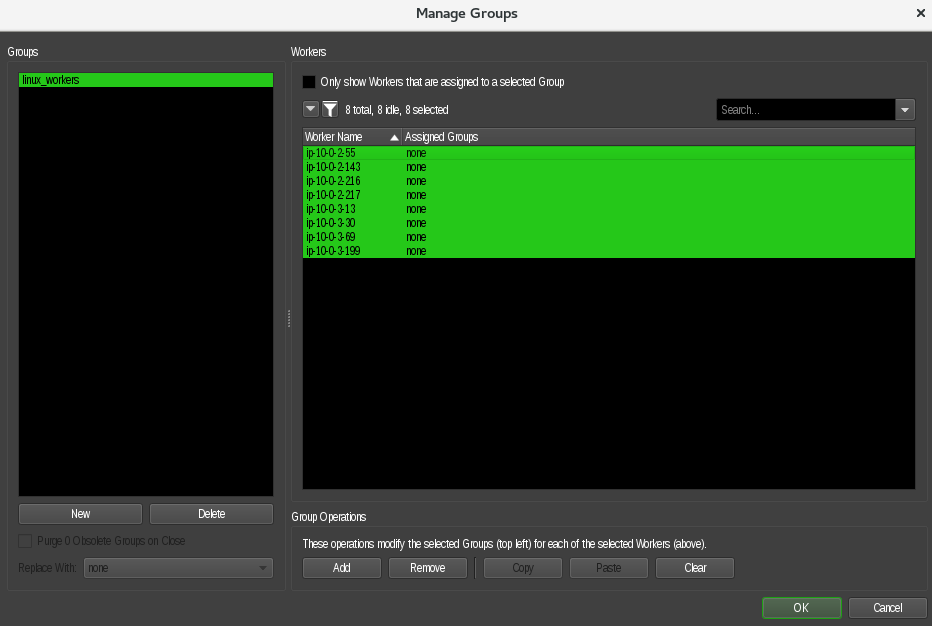 Manage Groups
Groups
linux_workers
New Delete
Purge 0 Obsolete Groups on Close
Replace With: none
Workers
Only show Workers that are assigned to a selected Group
8 total, 8 idle, 8 selected Search...
Worker Name Assigned Groups
ip-10-0-2-55 none
ip-10-0-2-143 none
ip-10-0-2-216 none
ip-10-0-2-217 none
ip-10-0-3-13 none
ip-10-0-3-30 none
ip-10-0-3-69 none
ip-10-0-3-199 none
Group Operations
These operations modify the selected Groups (top left) for each of the selected Workers (above).
Add Remove Copy Paste Clear
OK Cancel